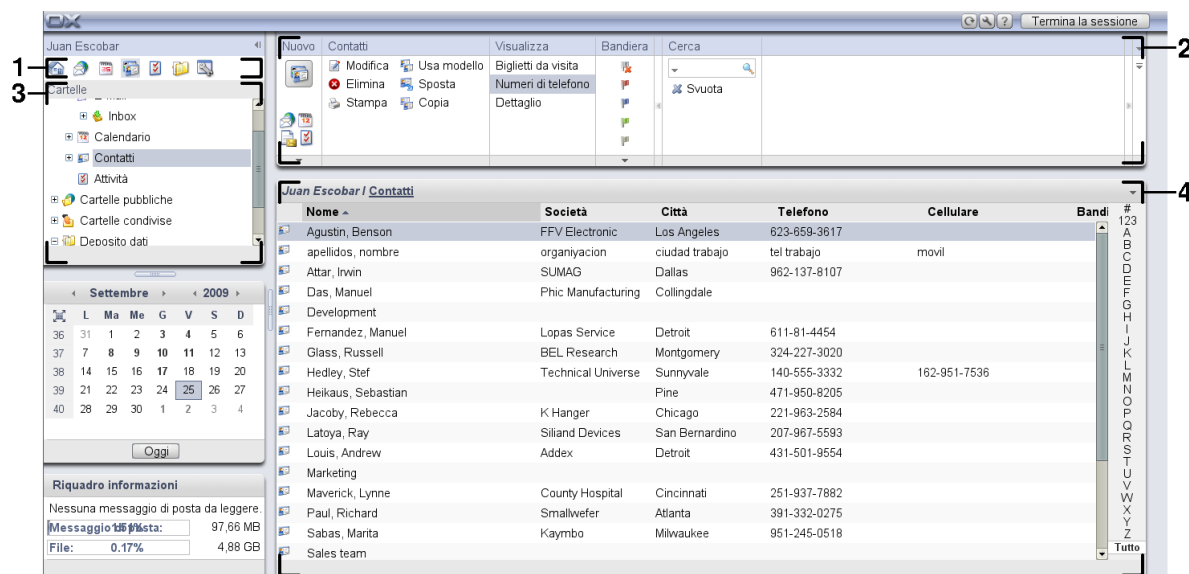 OX
Termina la sessione
Juan Escobar
Nuovo
Contatti
Visualizza
Bandiera
Cerca
2
1
Modifica
Usa modello
Biglietti da visita
Elimina
Sposta
Numeri di telefono
Svuota
Stampa
Copia
Dettaglio
3
Cartelle
Inbox
Calendario
Contatti
Attività
Cartelle pubbliche
Cartelle condivise
Deposito dati
Juan Escobar / Contatti
4
Nome Società Città Telefono Cellulare Bandi
Agustin, Benson FFV Electronic Los Angeles 623-659-3617
apellidos, nombre organiyacion ciudad trabajo tel trabajo movil
Attar, Irwin SUMAG Dallas 962-137-8107
Das, Manuel Phic Manufacturing Collingdale
Development
Fernandez, Manuel Lopas Service Detroit 611-81-4454
Glass, Russell BEL Research Montgomery 324-227-3020
Hedley, Stef Technical Universe Sunnyvale 140-555-3332 162-951-7536
Heikaus, Sebastian Pine 471-950-8205
Jacoby, Rebecca K Hanger Chicago 221-963-2584
Latoya, Ray Siliand Devices San Bernardino 207-967-5593
Louis, Andrew Addex Detroit 431-501-9554
Marketing
Maverick, Lynne County Hospital Cincinnati 251-937-7882
Paul, Richard Smallwefer Atlanta 391-332-0275
Sabas, Marita Kaymbo Milwaukee 951-245-0518
Sales team
#
123
A
B
C
D
E
F
G
H
I
J
K
L
M
N
O
P
Q
R
S
T
U
V
W
X
Y
Z
Tutto
Settembre 2009
L Ma Me G V S D
36 31 1 2 3 4 5 6
37 7 8 9 10 11 12 13
38 14 15 16 17 18 19 20
39 21 22 23 24 25 26 27
40 28 29 30 1 2 3 4
Oggi
Riquadro informazioni
Nessuna messaggio di posta da leggere.
Messaggio di posta: 1.51% 97,66 MB
File: 0.17% 4,88 GB